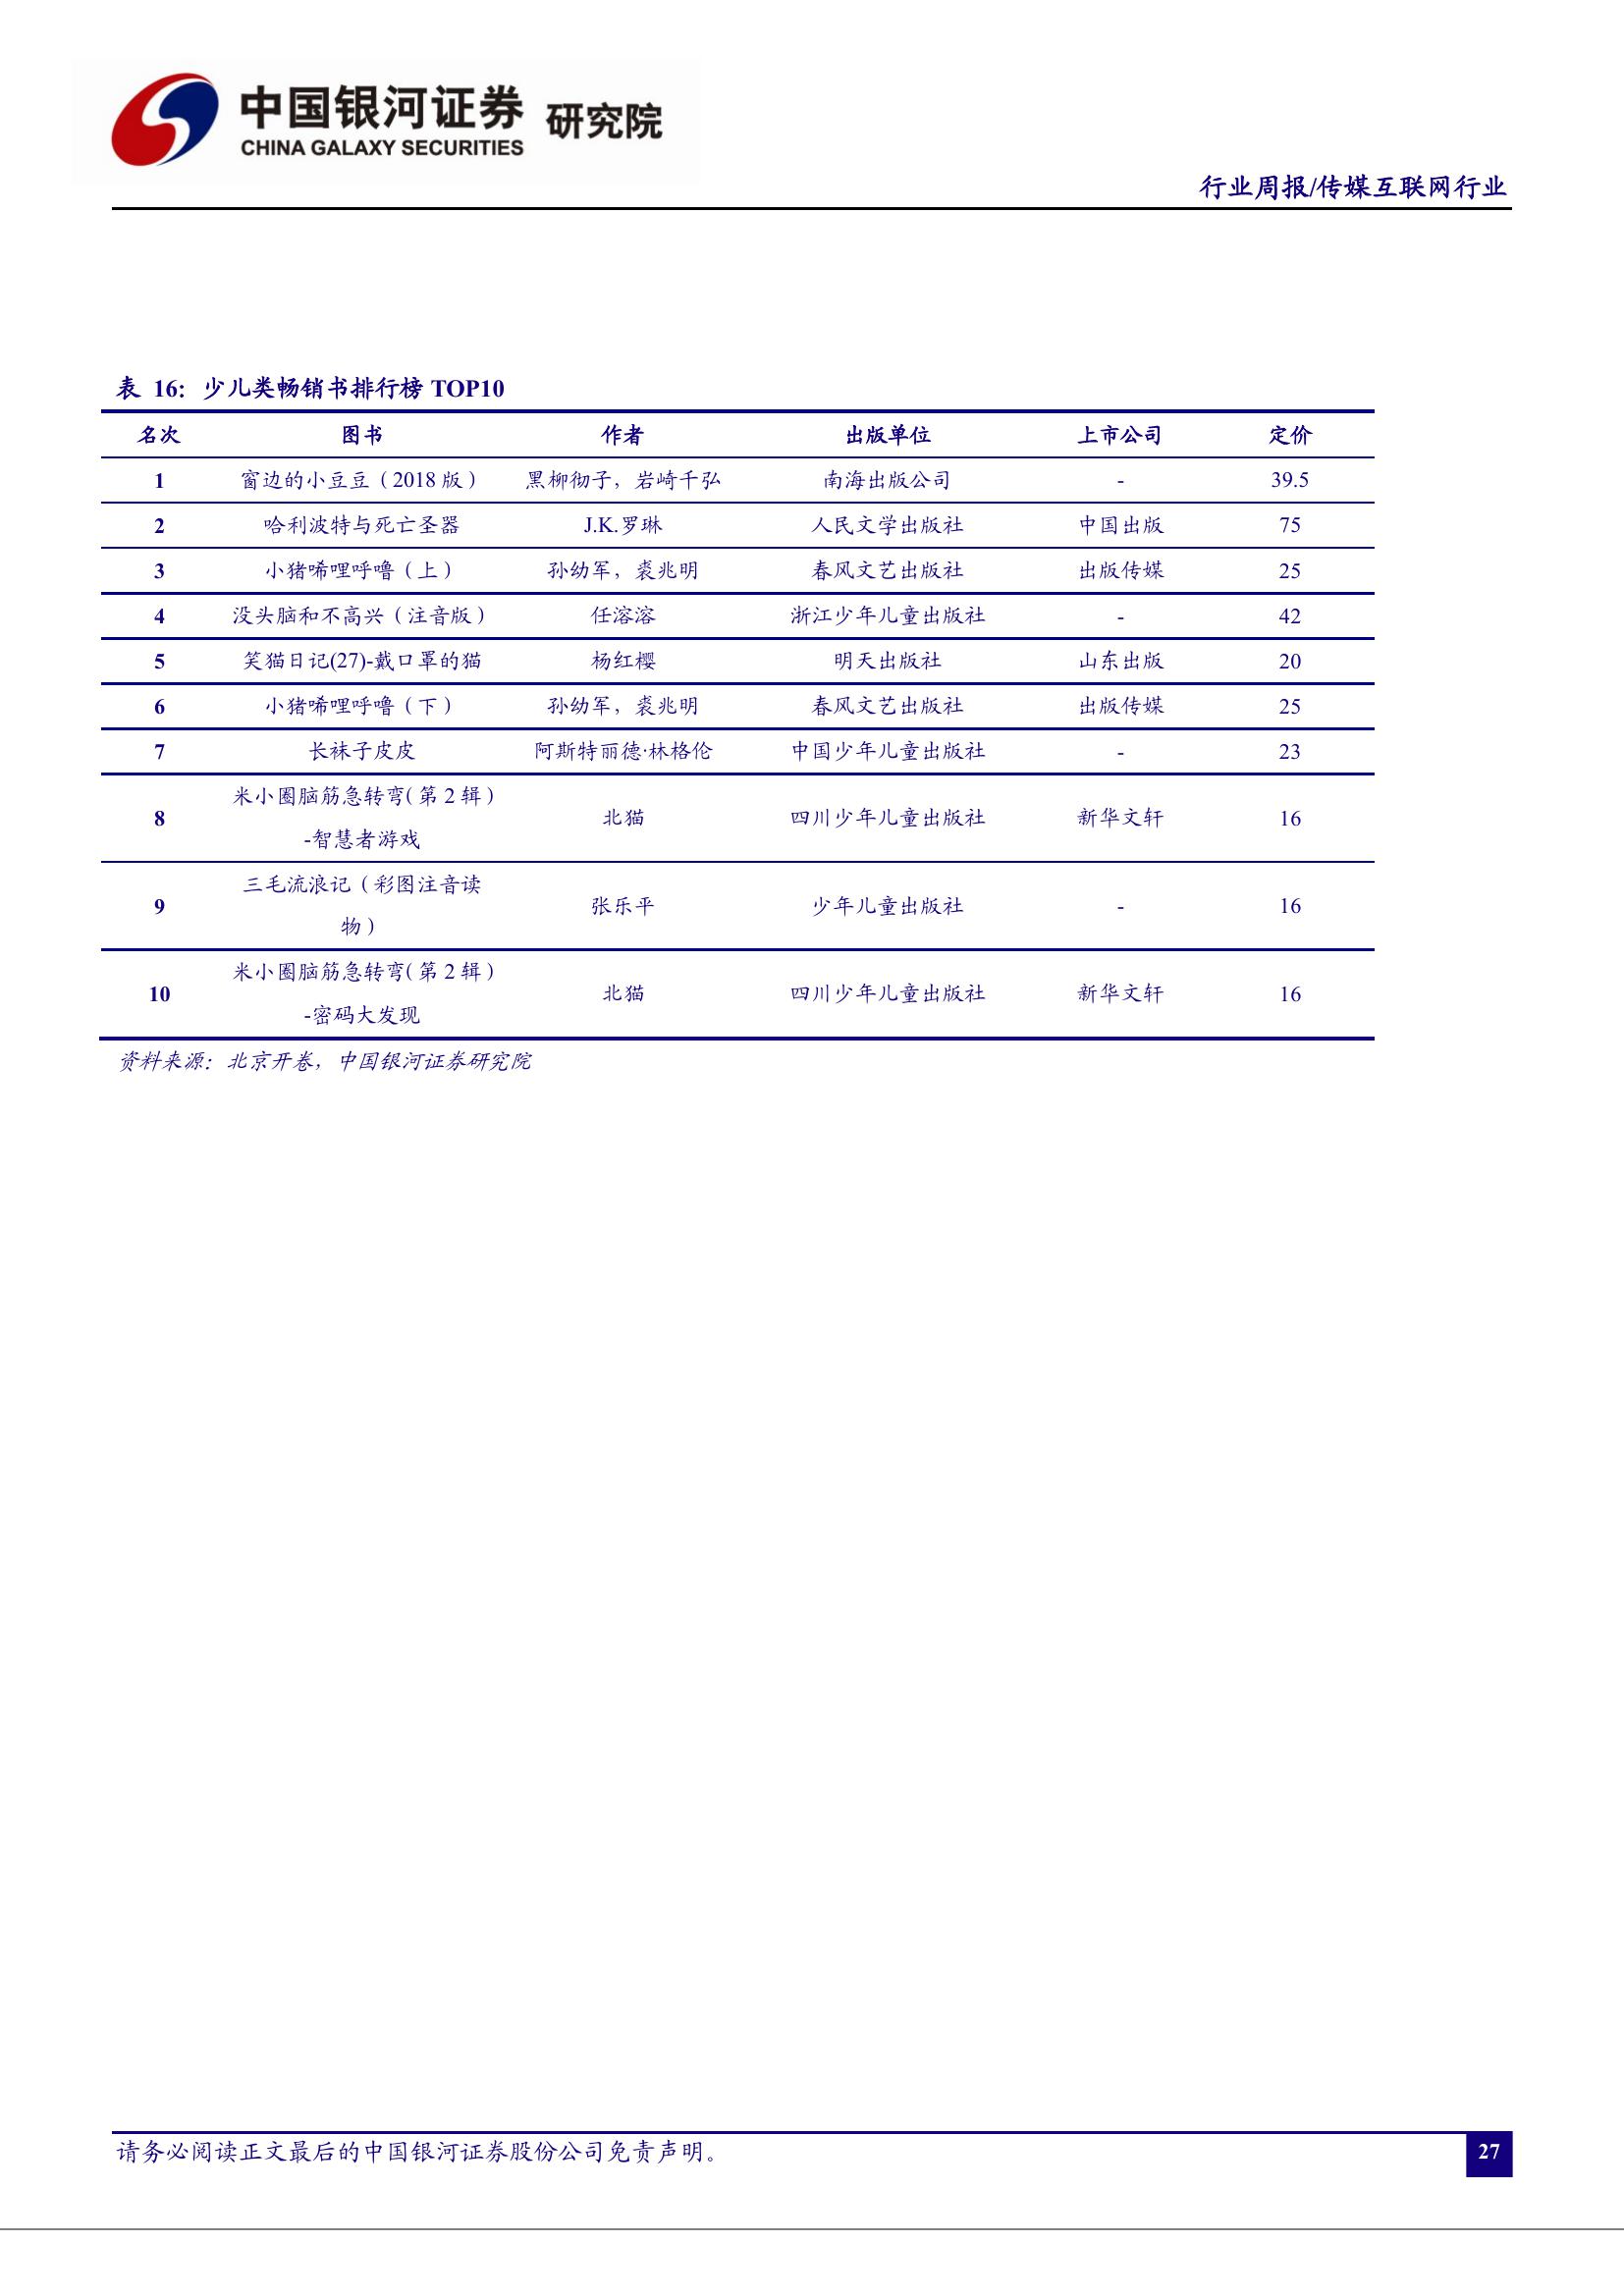 中国银河证券 研究院
CHINA GALAXY SECURITIES
行业周报/传媒互联网行业
表 16：少儿类畅销书排行榜 TOP10
名次 图书 作者 出版单位 上市公司 定价
1 窗边的小豆豆（2018 版） 黑柳彻子，岩崎千弘 南海出版公司 - 39.5
2 哈利波特与死亡圣器 J.K.罗琳 人民文学出版社 中国出版 75
3 小猪唏哩呼噜（上） 孙幼军，裘兆明 春风文艺出版社 出版传媒 25
4 没头脑和不高兴（注音版） 任溶溶 浙江少年儿童出版社 - 42
5 笑猫日记(27)-戴口罩的猫 杨红樱 明天出版社 山东出版 20
6 小猪唏哩呼噜（下） 孙幼军，裘兆明 春风文艺出版社 出版传媒 25
7 长袜子皮皮 阿斯特丽德·林格伦 中国少年儿童出版社 - 23
米小圈脑筋急转弯(第 2 辑）
8 北猫 四川少年儿童出版社 新华文轩 16
-智慧者游戏
三毛流浪记（彩图注音读
9 张乐平 少年儿童出版社 - 16
物）
米小圈脑筋急转弯(第 2 辑）
10 北猫 四川少年儿童出版社 新华文轩 16
-密码大发现
资料来源：北京开卷，中国银河证券研究院
请务必阅读正文最后的中国银河证券股份公司免责声明。
27